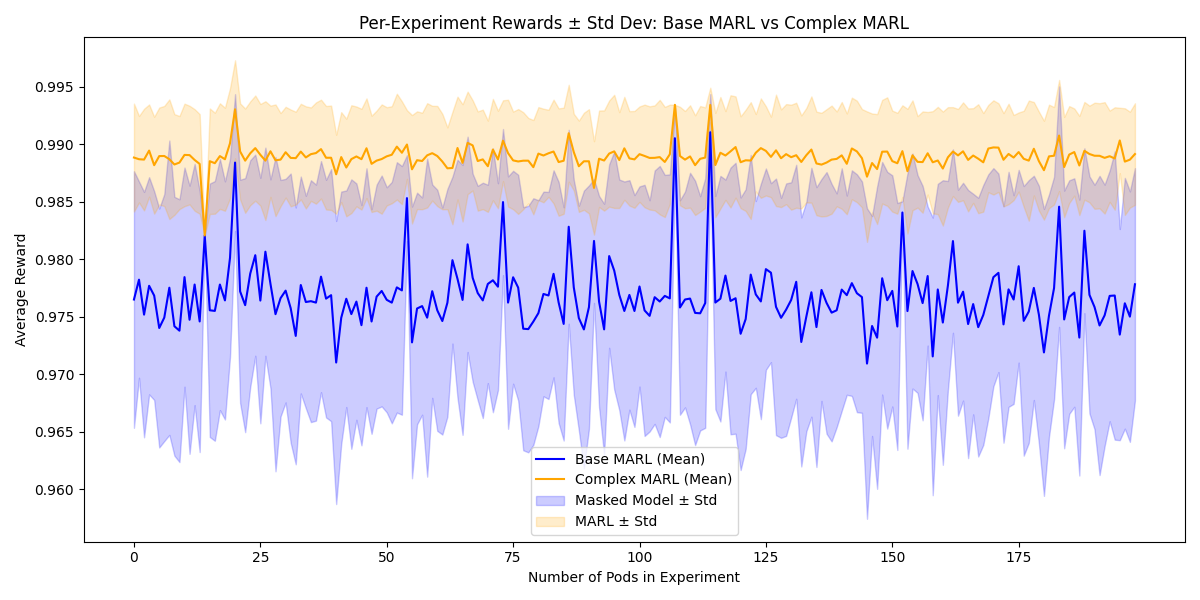 Per-Experiment Rewards ± Std Dev: Base MARL vs Complex MARL
Average Reward
0.995
0.990
0.985
0.980
0.975
0.970
0.965
0.960
Base MARL (Mean)
Complex MARL (Mean)
Masked Model ± Std
MARL ± Std
0 25 50 75 100 125 150 175
Number of Pods in Experiment